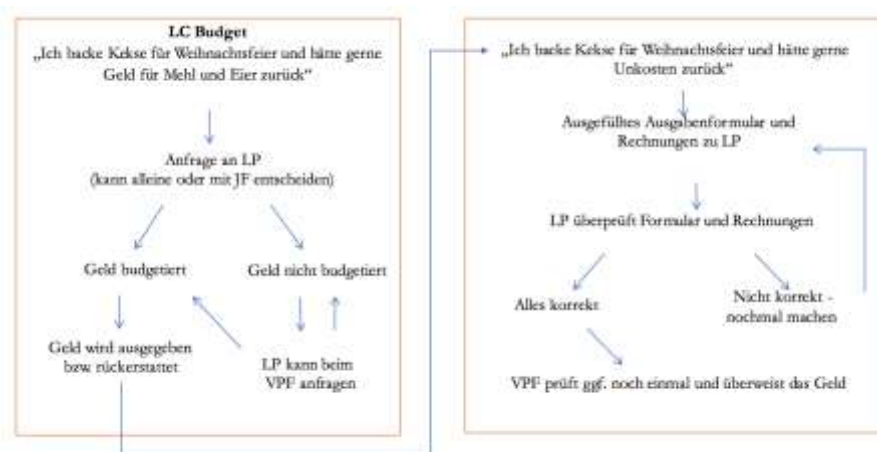 LC Budget
„Ich backe Kekse für Weihnachtsfeier und hätte gerne
Geld für Mehl und Eier zurück“
Anfrage an LP
(kann alleine oder mit JF entscheiden)
Geld budgetiert
Geld nicht budgetiert
Geld wird ausgegeben
bzw. rückerstattet
LP kann beim
VPF anfragen
„Ich backe Kekse für Weihnachtsfeier und hätte gerne
Unkosten zurück“
Ausgefülltes Ausgabenformular und
Rechnungen zu LP
LP überprüft Formular und Rechnungen
Alles korrekt
Nicht korrekt -
nochmal machen
VPF prüft ggf. noch einmal und überweist das Geld